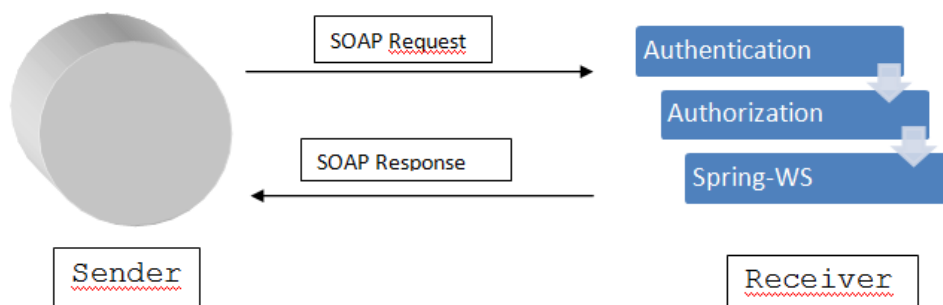 SOAP Request
Authentication
Authorization
SOAP Response
Spring-WS
Sender
Receiver